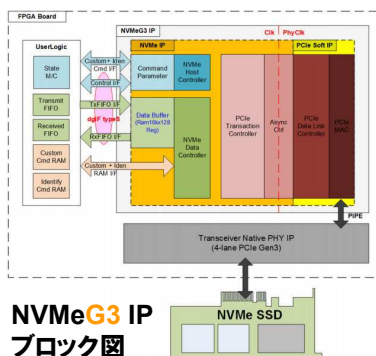 FPGA Board
NVMeG3 IP
UserLogic
NVMe IP
Clk
PhyClk
PCIe Soft IP
State
M/C
Custom + Iden
Cmd I/F
Control I/F
Command
Parameter
NVMe
Host
Controller
Transmit
FIFO
TxFIFO I/F
dgIF typeS
Received
FIFO
RxFIFO I/F
Data Buffer
NVMe
Data
Controller
PCIe
Transaction
Controller
Async
Ctrl
PCIe
Data Link
Controller
PCIe
MAC
Custom
Cmd RAM
Custom + Iden
RAM I/F
Identify
Cmd RAM
PIPE
Transceiver Native PHY IP
(4-lane PCIe Gen3)
NVMeG3 IP
ブロック図
NVMe SSD